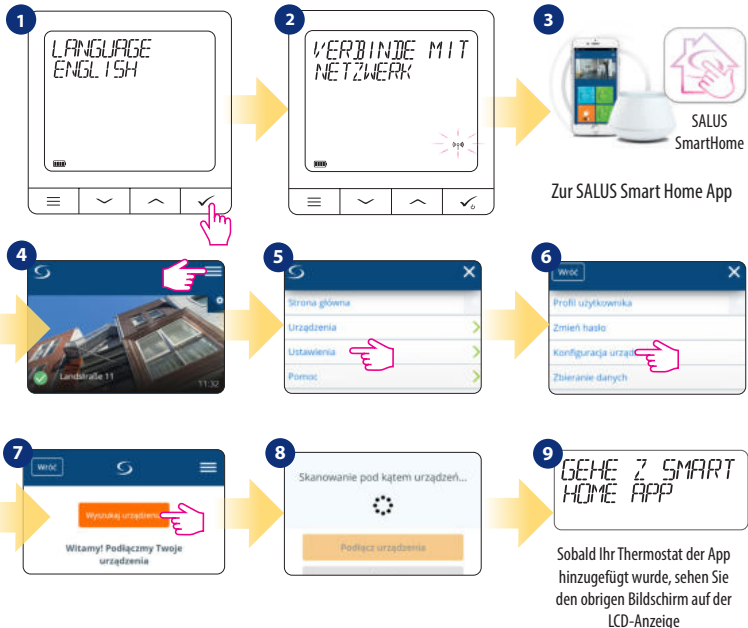 1
LANGUAGE
ENGLISH
2
VERBINDE MIT
NETZWERK
3
SALUS
SmartHome
Zur SALUS Smart Home App
4
Landstraße 11
11:32
5
Strona główna
Urządzenia
Ustawienia
Pomoc
6
Wróć
Profil użytkownika
Zmień hasło
Konfiguracja urząd
Zbieranie danych
7
Wróć
Wyszukaj urządzenia
Witamy! Podłączmy Twoje
urządzenia
8
Skanowanie pod kątem urządzeń...
Podłącz urządzenia
9
GEHE Z SMART
HOME APP
Sobald Ihr Thermostat der App
hinzugefügt wurde, sehen Sie
den obrigen Bildschirm auf der
LCD-Anzeige